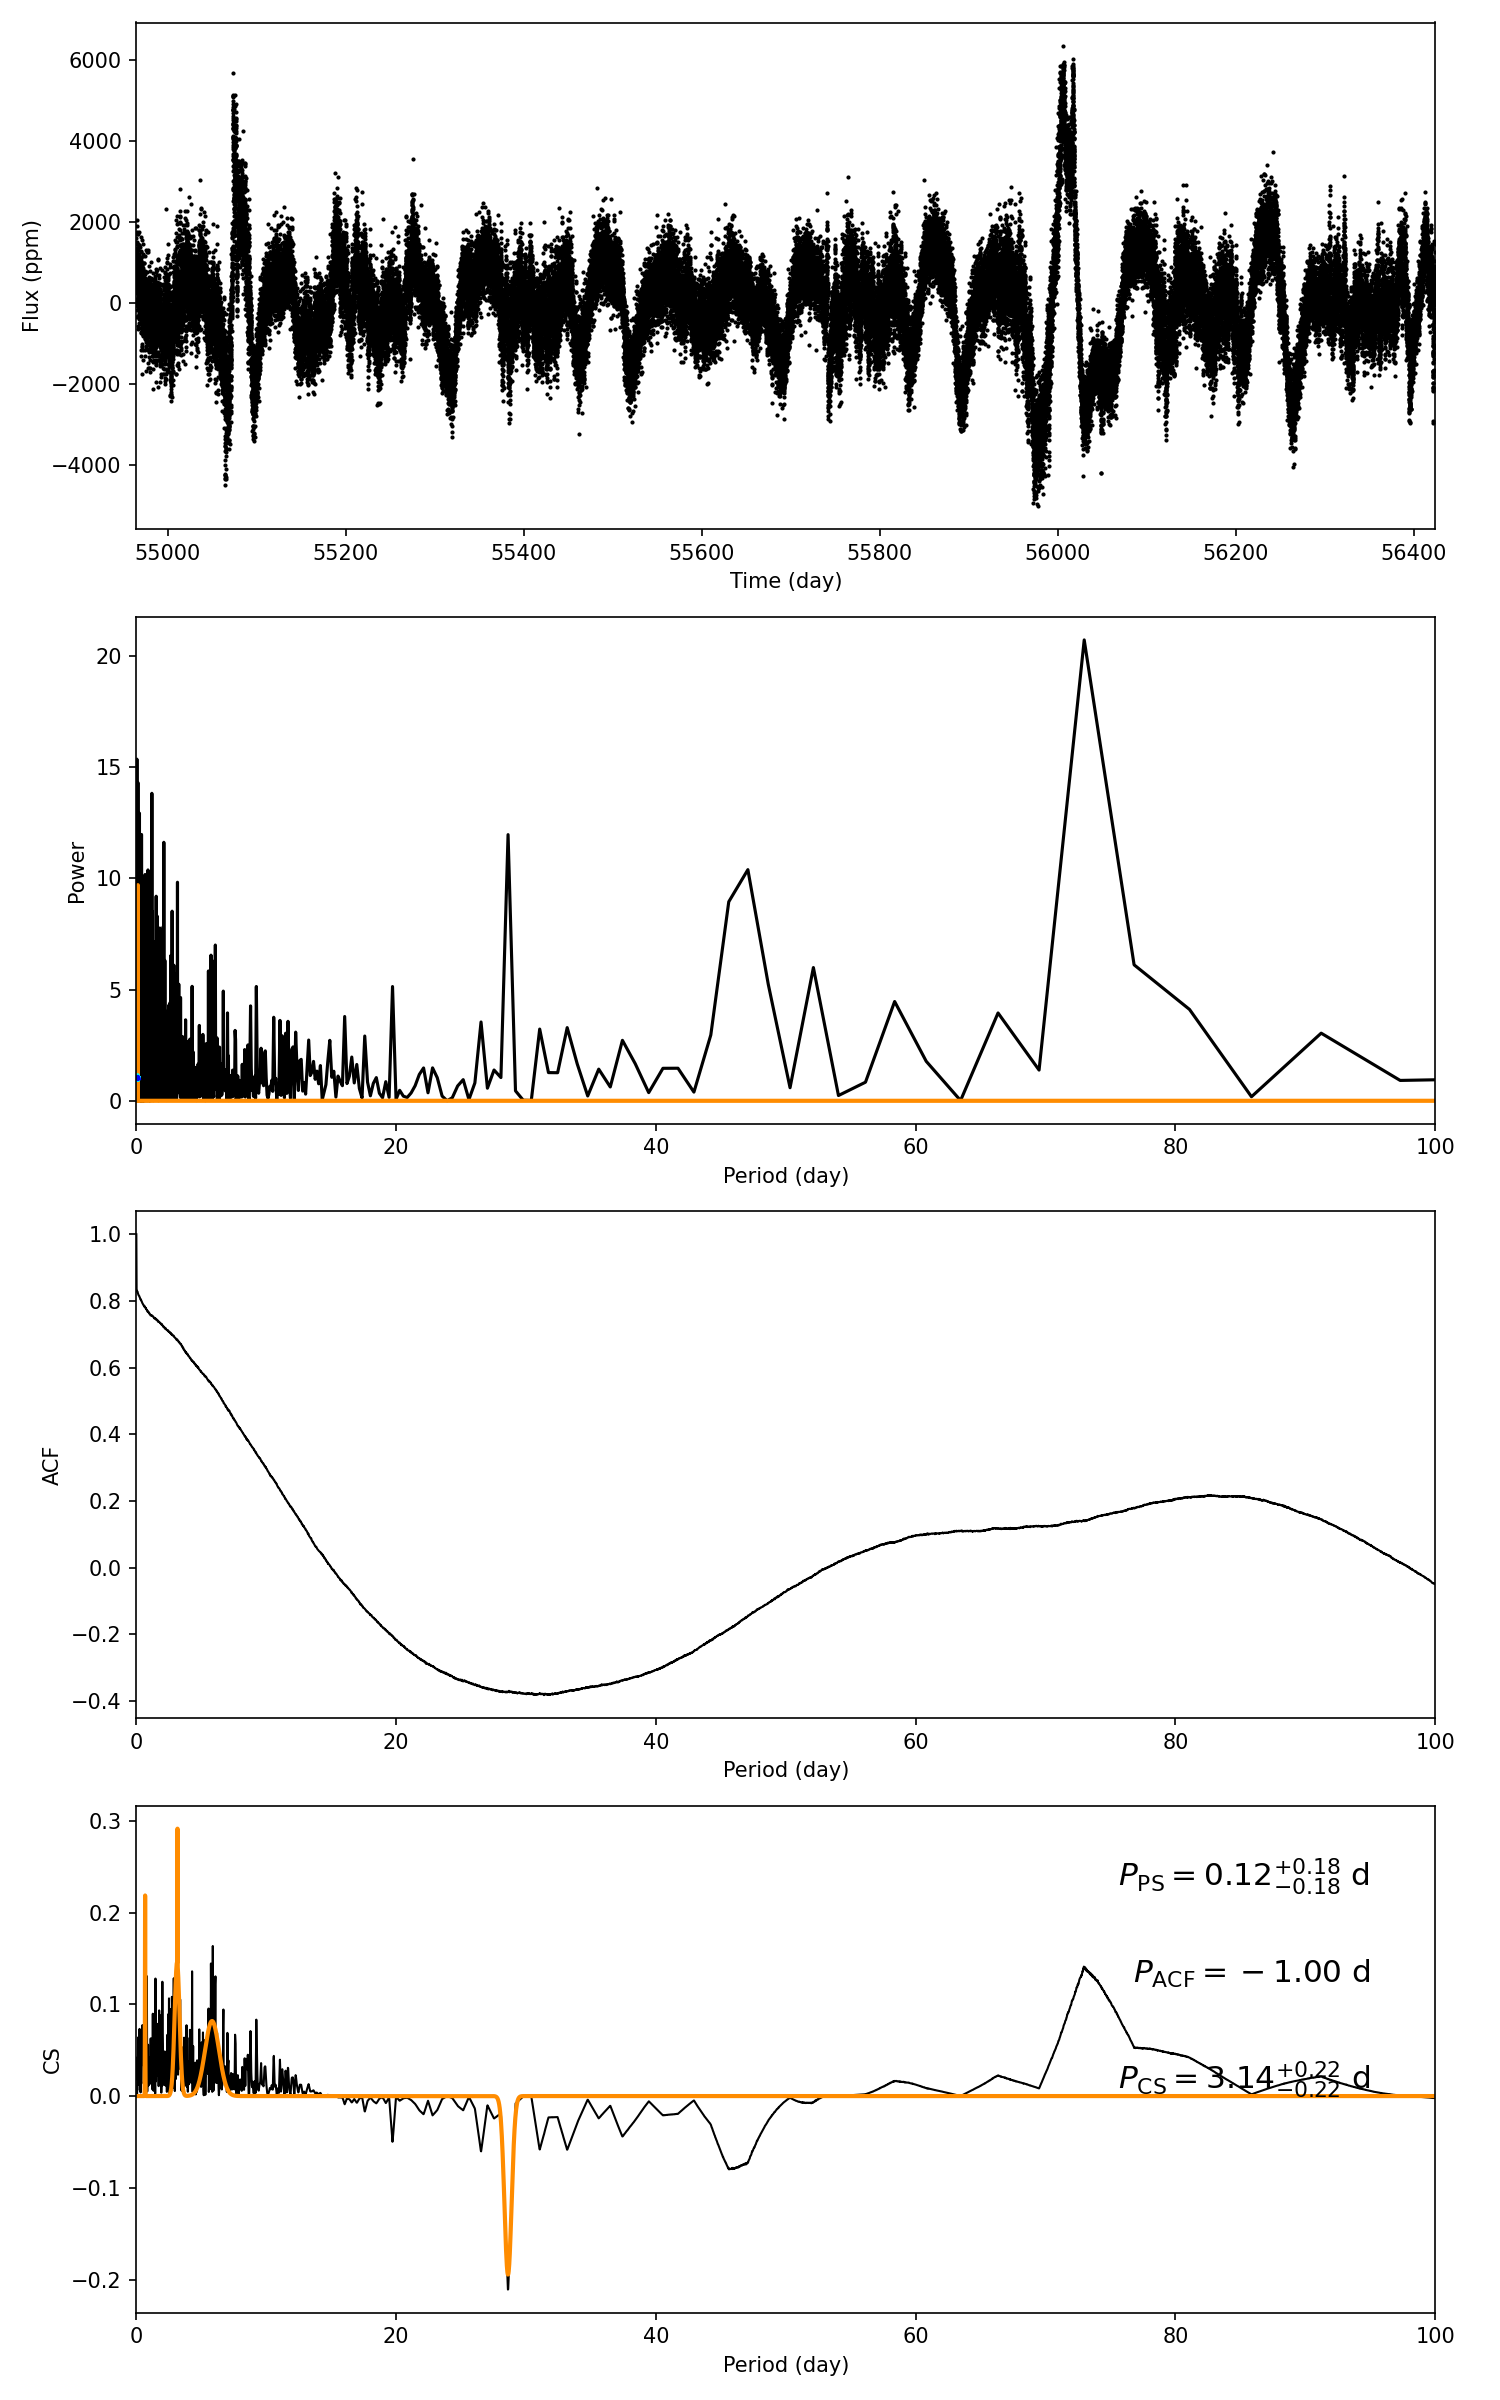 6000
4000
2000
0
−2000
−4000
Flux (ppm)
55000 55200 55400 55600 55800 56000 56200 56400
Time (day)
20
15
10
5
0
Power
0 20 40 60 80 100
Period (day)
1.0
0.8
0.6
0.4
0.2
0.0
−0.2
−0.4
ACF
0 20 40 60 80 100
Period (day)
0.3
0.2
0.1
0.0
−0.1
−0.2
CS
P_PS = 0.12^{+0.18}_{−0.18} d
P_ACF = −1.00 d
P_CS = 3.14^{+0.22}_{−0.22} d
0 20 40 60 80 100
Period (day)